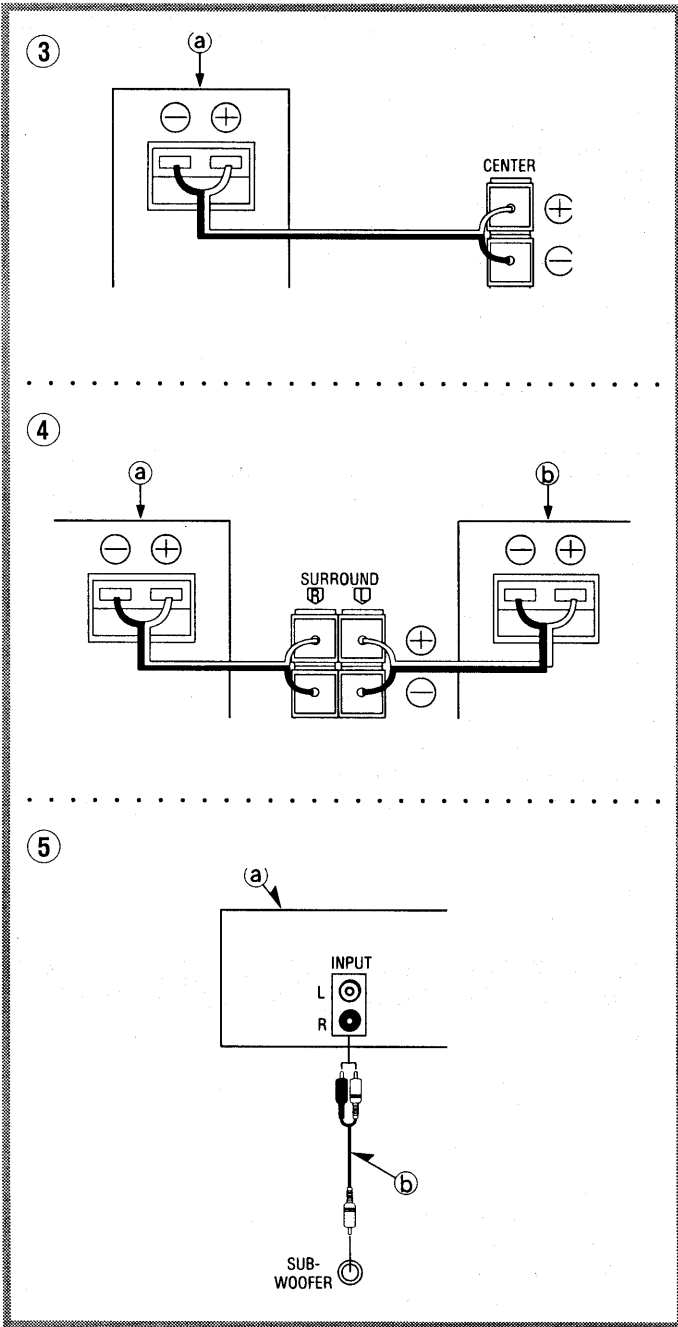 ③
ⓐ
⊖ ⊕
CENTER
⊕
⊖
④
ⓐ ⓑ
⊖ ⊕ ⊖ ⊕
SURROUND
R L
⊕
⊖
⑤
ⓐ
INPUT
L
R
ⓑ
SUB-
WOOFER